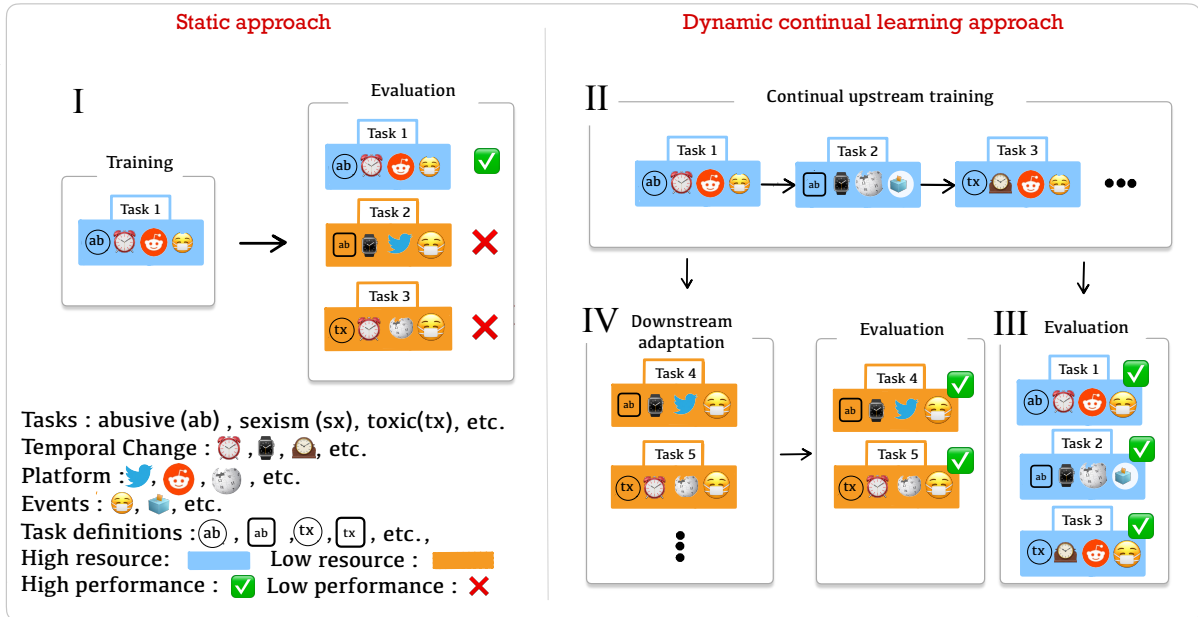 Static approach
Dynamic continual learning approach
I
Training
Task 1
ab
Evaluation
Task 1
ab
Task 2
ab
Task 3
tx
II
Continual upstream training
Task 1
ab
Task 2
ab
Task 3
tx
IV
Downstream
adaptation
Task 4
ab
Task 5
tx
Evaluation
Task 4
ab
Task 5
tx
III
Evaluation
Task 1
ab
Task 2
ab
Task 3
tx
Tasks : abusive (ab) , sexism (sx), toxic(tx), etc.
Temporal Change : , , , etc.
Platform : , , , etc.
Events : , , etc.
Task definitions : ab , ab , tx , tx , etc.,
High resource: Low resource :
High performance : Low performance :